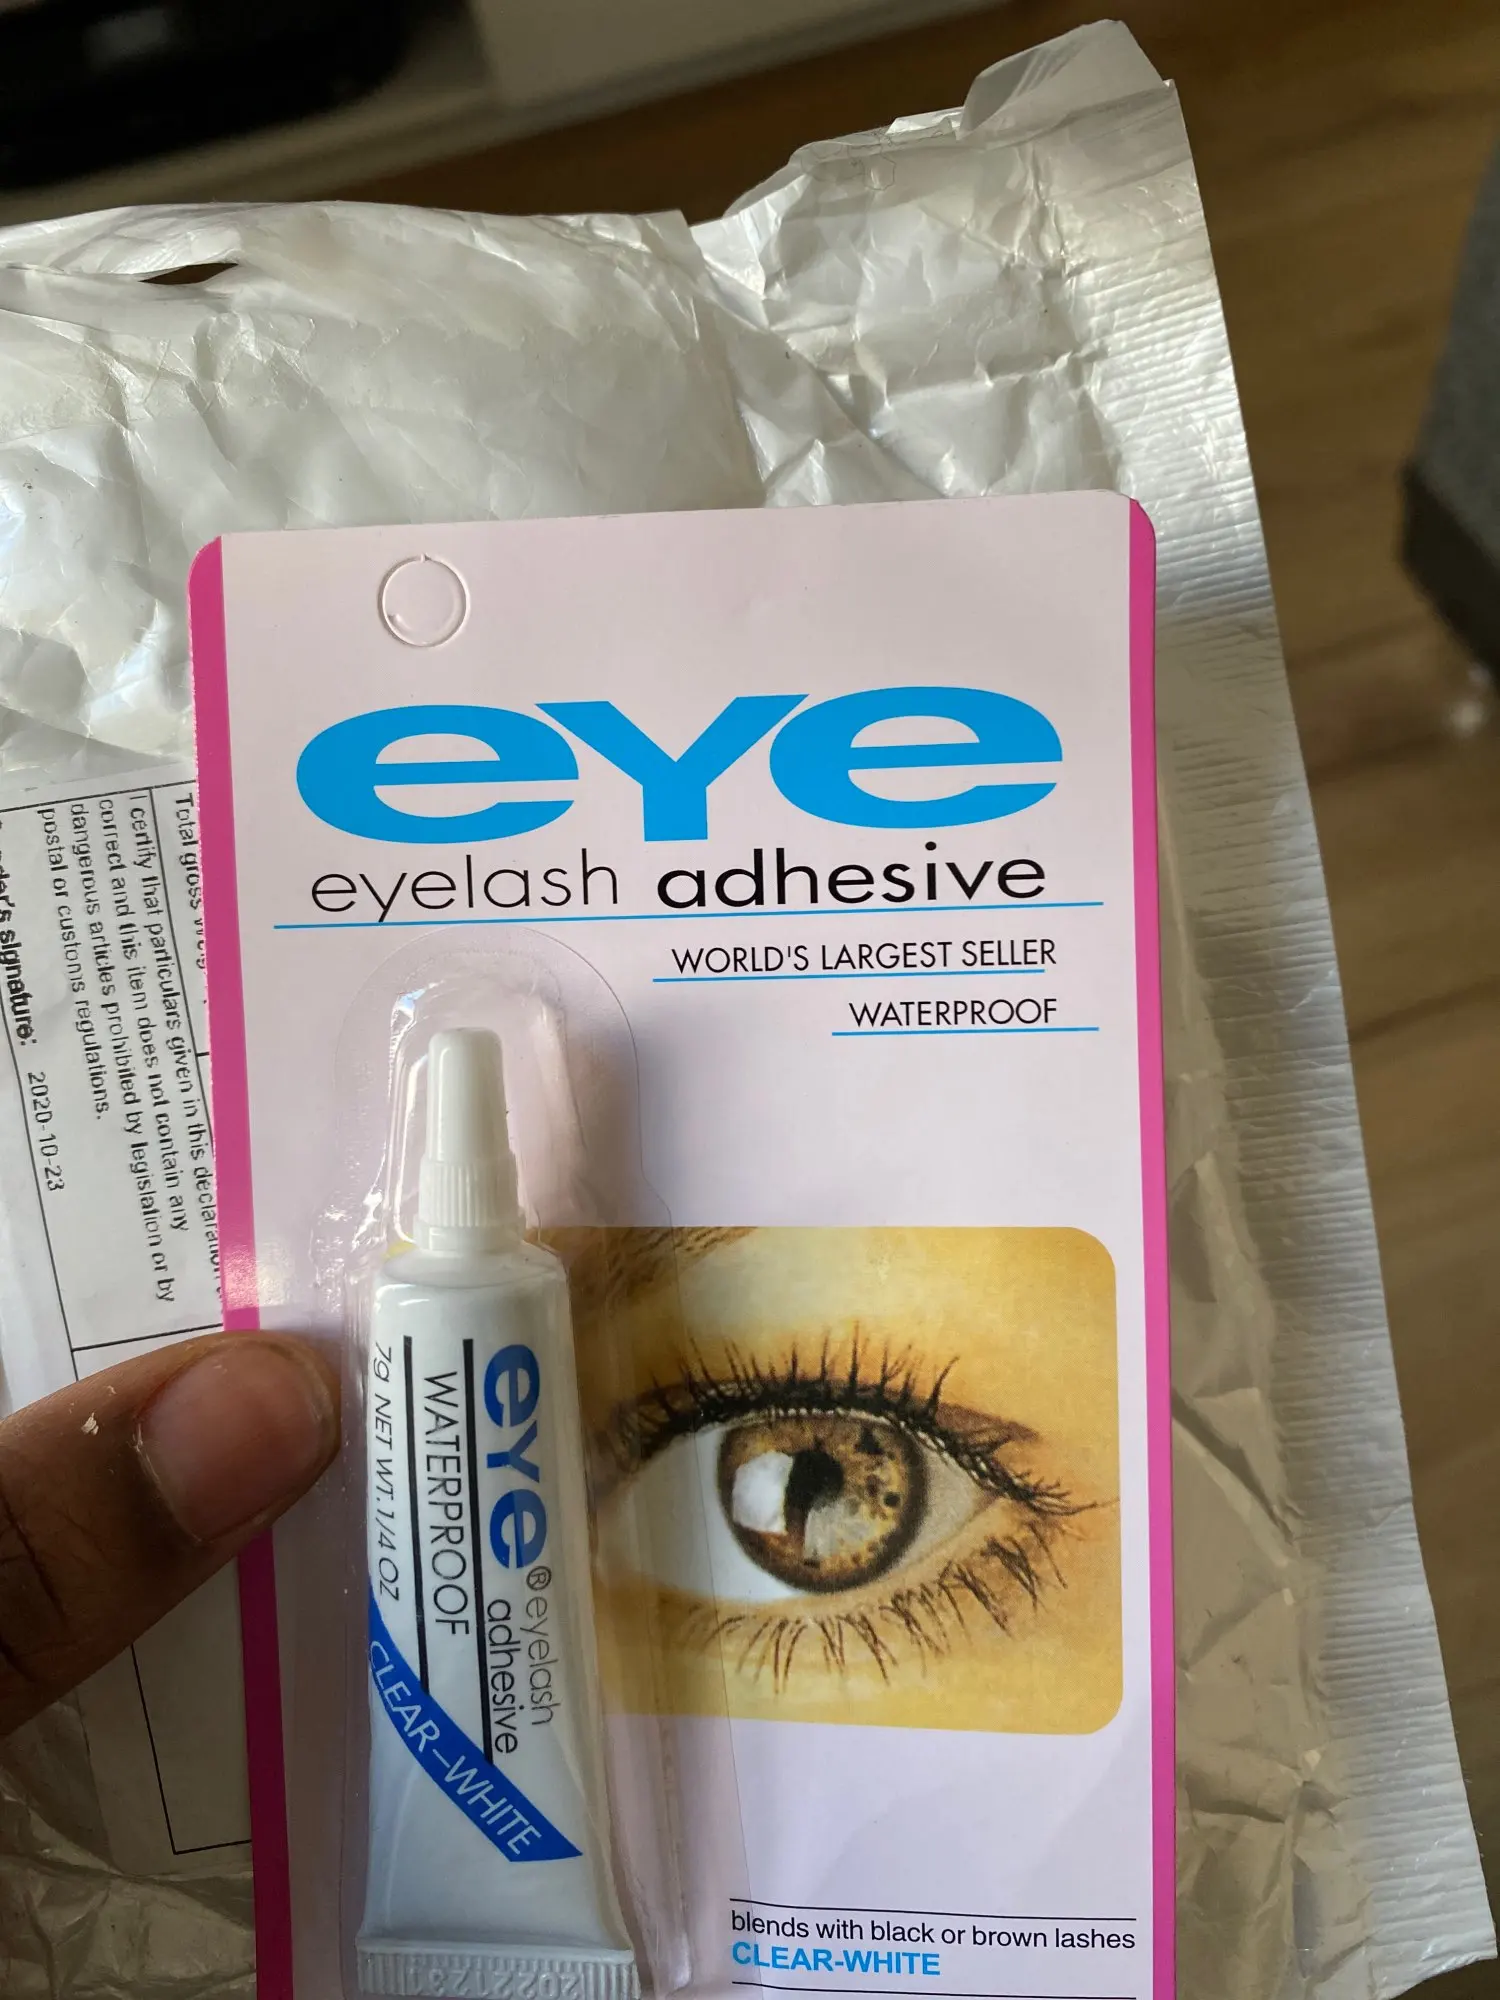 eye
eyelash adhesive
WORLD'S LARGEST SELLER
WATERPROOF
eye® eyelash
adhesive
WATERPROOF
7g NET WT.1/4 OZ
CLEAR-WHITE
20221231
blends with black or brown lashes
CLEAR-WHITE
Total gross
I certify that particulars given in this
correct and this item does not contain any
dangerous articles prohibited by legislation or by
postal or customs regulations.
signature: 2020-10-23